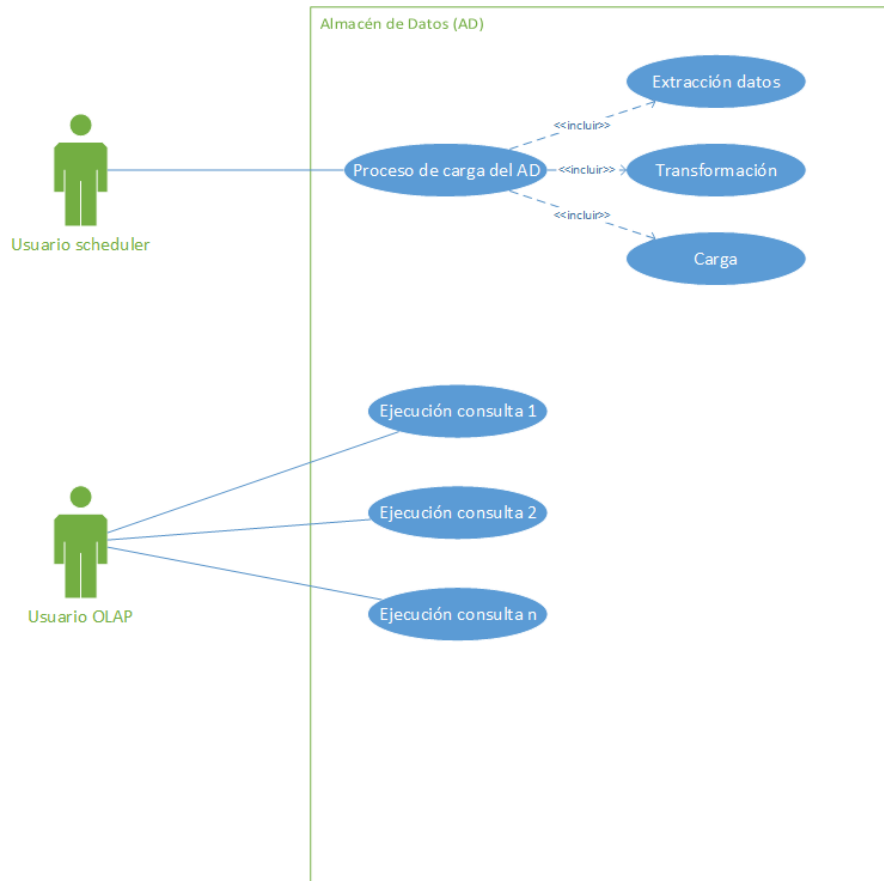 Almacén de Datos (AD)
Extracción datos
<<incluir>>
Proceso de carga del AD
<<incluir>>
Transformación
<<incluir>>
Carga
Usuario scheduler
Ejecución consulta 1
Ejecución consulta 2
Ejecución consulta n
Usuario OLAP